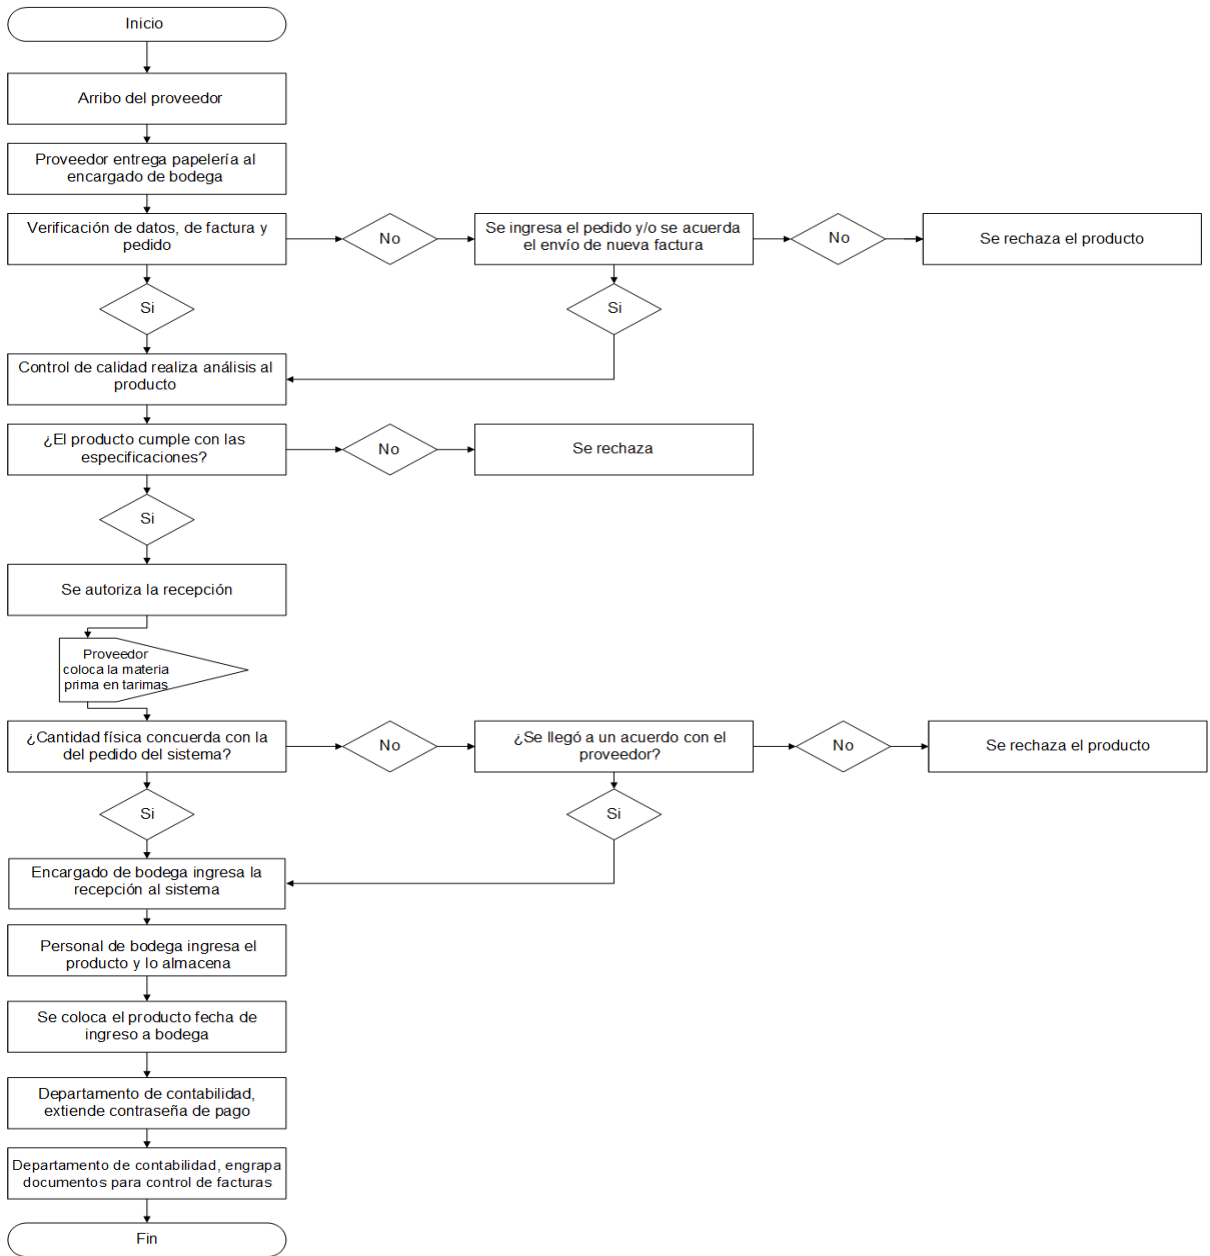 Inicio
Arribo del proveedor
Proveedor entrega papelería al
encargado de bodega
Verificación de datos, de factura y
pedido
No
Se ingresa el pedido y/o se acuerda
el envío de nueva factura
No
Se rechaza el producto
Si
Si
Control de calidad realiza análisis al
producto
¿El producto cumple con las
especificaciones?
No
Se rechaza
Si
Se autoriza la recepción
Proveedor
coloca la materia
prima en tarimas
¿Cantidad física concuerda con la
del pedido del sistema?
No
¿Se llegó a un acuerdo con el
proveedor?
No
Se rechaza el producto
Si
Si
Encargado de bodega ingresa la
recepción al sistema
Personal de bodega ingresa el
producto y lo almacena
Se coloca el producto fecha de
ingreso a bodega
Departamento de contabilidad,
extiende contraseña de pago
Departamento de contabilidad, engrapa
documentos para control de facturas
Fin